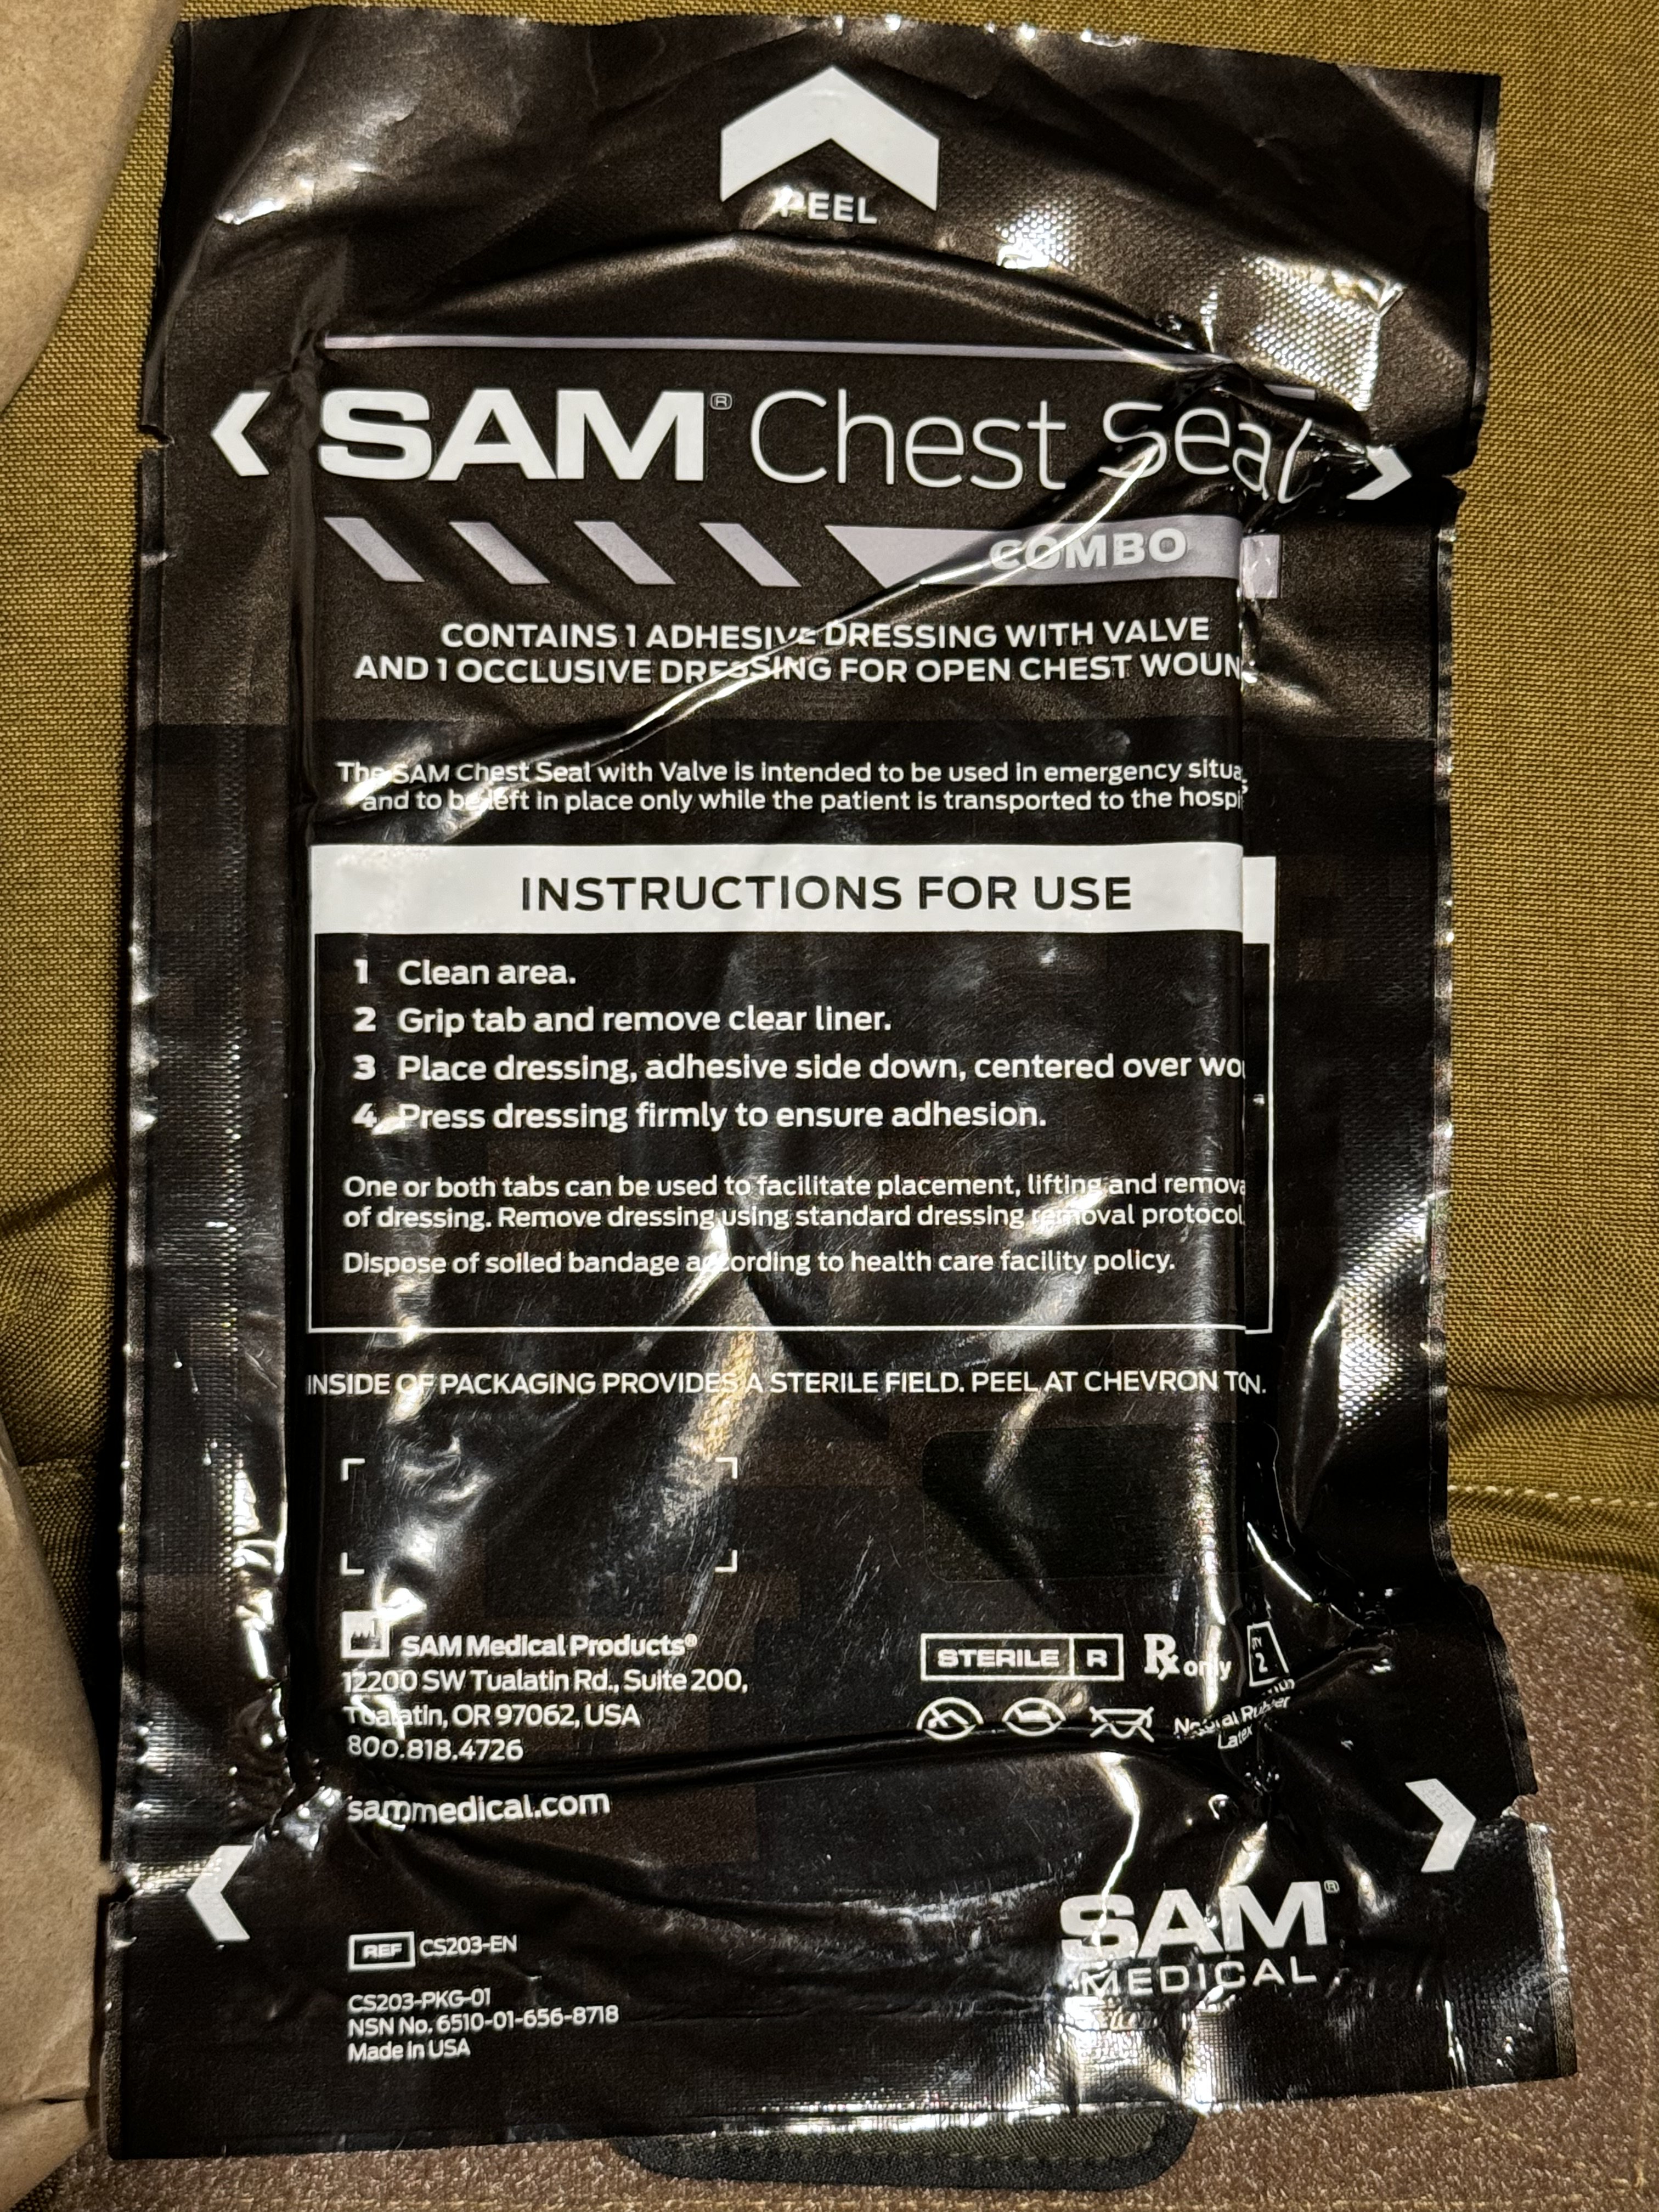 PEEL
SAM® Chest Seal
COMBO
CONTAINS 1 ADHESIVE DRESSING WITH VALVE
AND 1 OCCLUSIVE DRESSING FOR OPEN CHEST
The SAM Chest Seal with Valve is intended to be used in emergency
and to be left in place only while the patient is transported to the
INSTRUCTIONS FOR USE
1 Clean area.
2 Grip tab and remove clear liner.
3 Place dressing, adhesive side down, centered over
4 Press dressing firmly to ensure adhesion.
One or both tabs can be used to facilitate placement, lifting and
of dressing. Remove dressing using standard dressing removal protocol
Dispose of soiled bandage according to health care facility policy.
INSIDE OF PACKAGING PROVIDES A STERILE FIELD. PEEL AT CHEVRON
SAM Medical Products®
12200 SW Tualatin Rd., Suite 200,
Tualatin, OR 97062, USA
800.818.4726
sammedical.com
STERILE R Rx only
2
Natural Rubber
Latex
REF CS203-EN
CS203-PKG-01
NSN No. 6510-01-656-8718
Made in USA
SAM®
MEDICAL